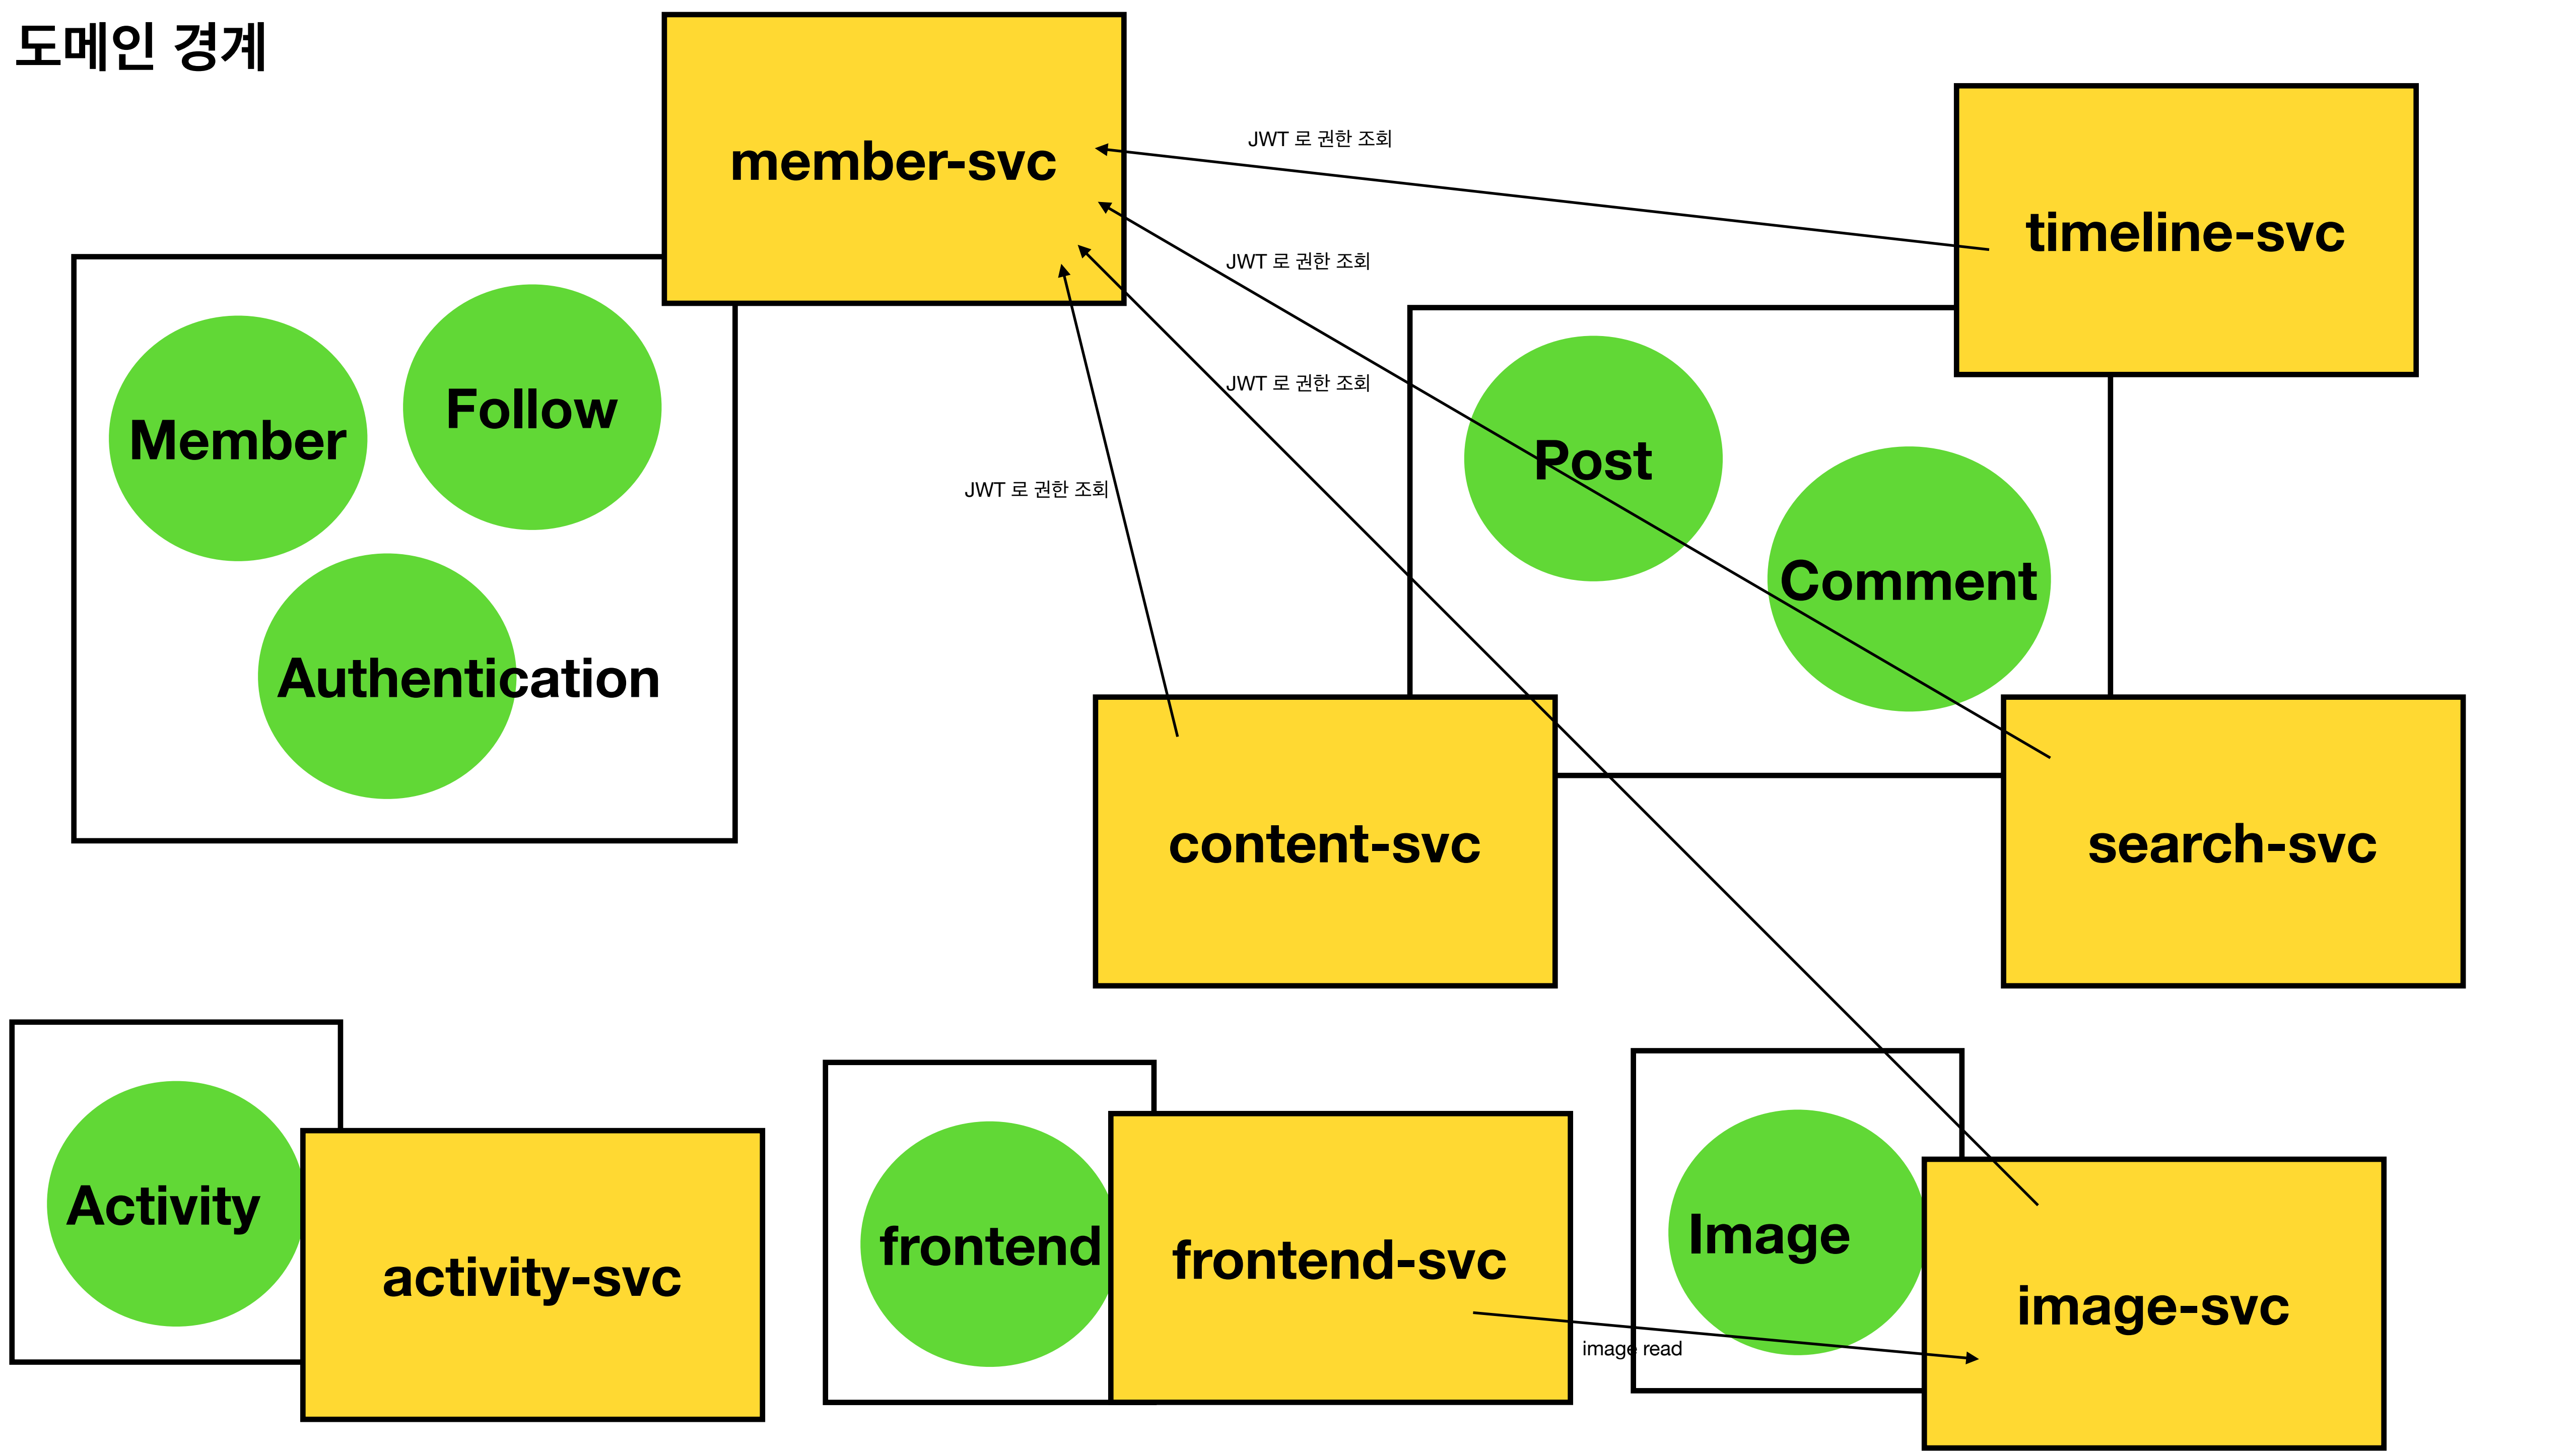 도메인 경계
member-svc
timeline-svc
JWT 로 권한 조회
JWT 로 권한 조회
JWT 로 권한 조회
JWT 로 권한 조회
Member
Follow
Authentication
Post
Comment
content-svc
search-svc
Activity
activity-svc
frontend
frontend-svc
image read
Image
image-svc